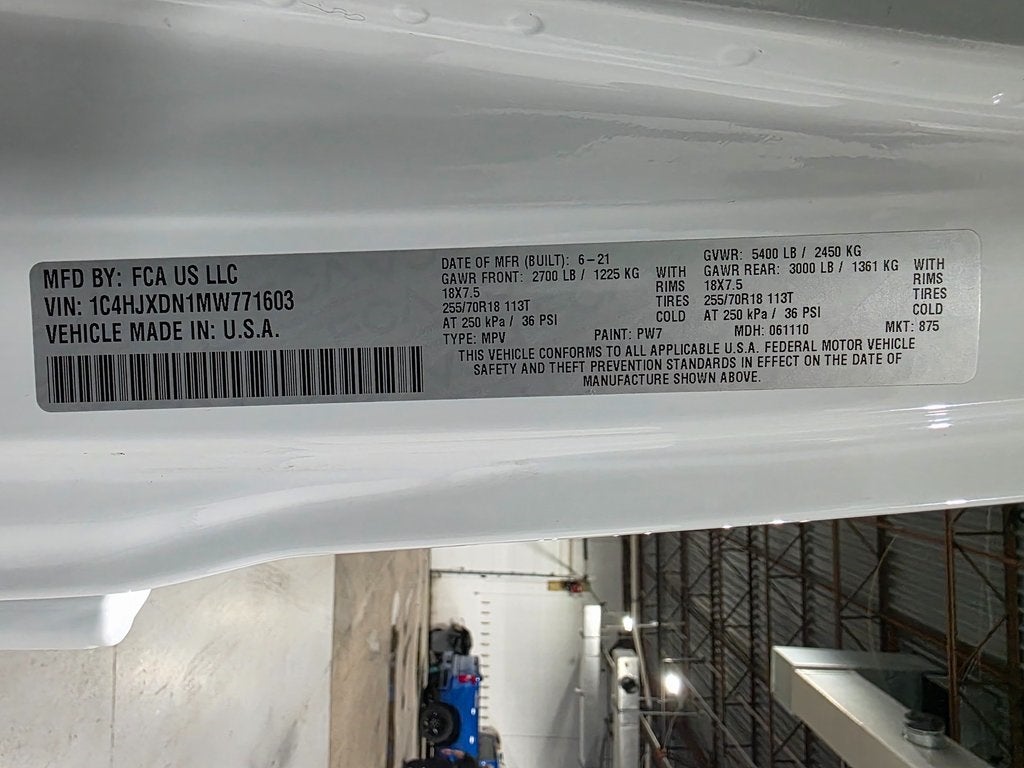 MFD BY: FCA US LLC
VIN: 1C4HJXDN1MW771603
VEHICLE MADE IN: U.S.A.
DATE OF MFR (BUILT): 6-21
GAWR FRONT: 2700 LB / 1225 KG WITH
18X7.5 RIMS
255/70R18 113T TIRES
AT 250 kPa / 36 PSI COLD
GVWR: 5400 LB / 2450 KG
GAWR REAR: 3000 LB / 1361 KG WITH
18X7.5 RIMS
255/70R18 113T TIRES
AT 250 kPa / 36 PSI COLD
TYPE: MPV PAINT: PW7 MDH: 061110 MKT: 875
THIS VEHICLE CONFORMS TO ALL APPLICABLE U.S.A. FEDERAL MOTOR VEHICLE
SAFETY AND THEFT PREVENTION STANDARDS IN EFFECT ON THE DATE OF
MANUFACTURE SHOWN ABOVE.